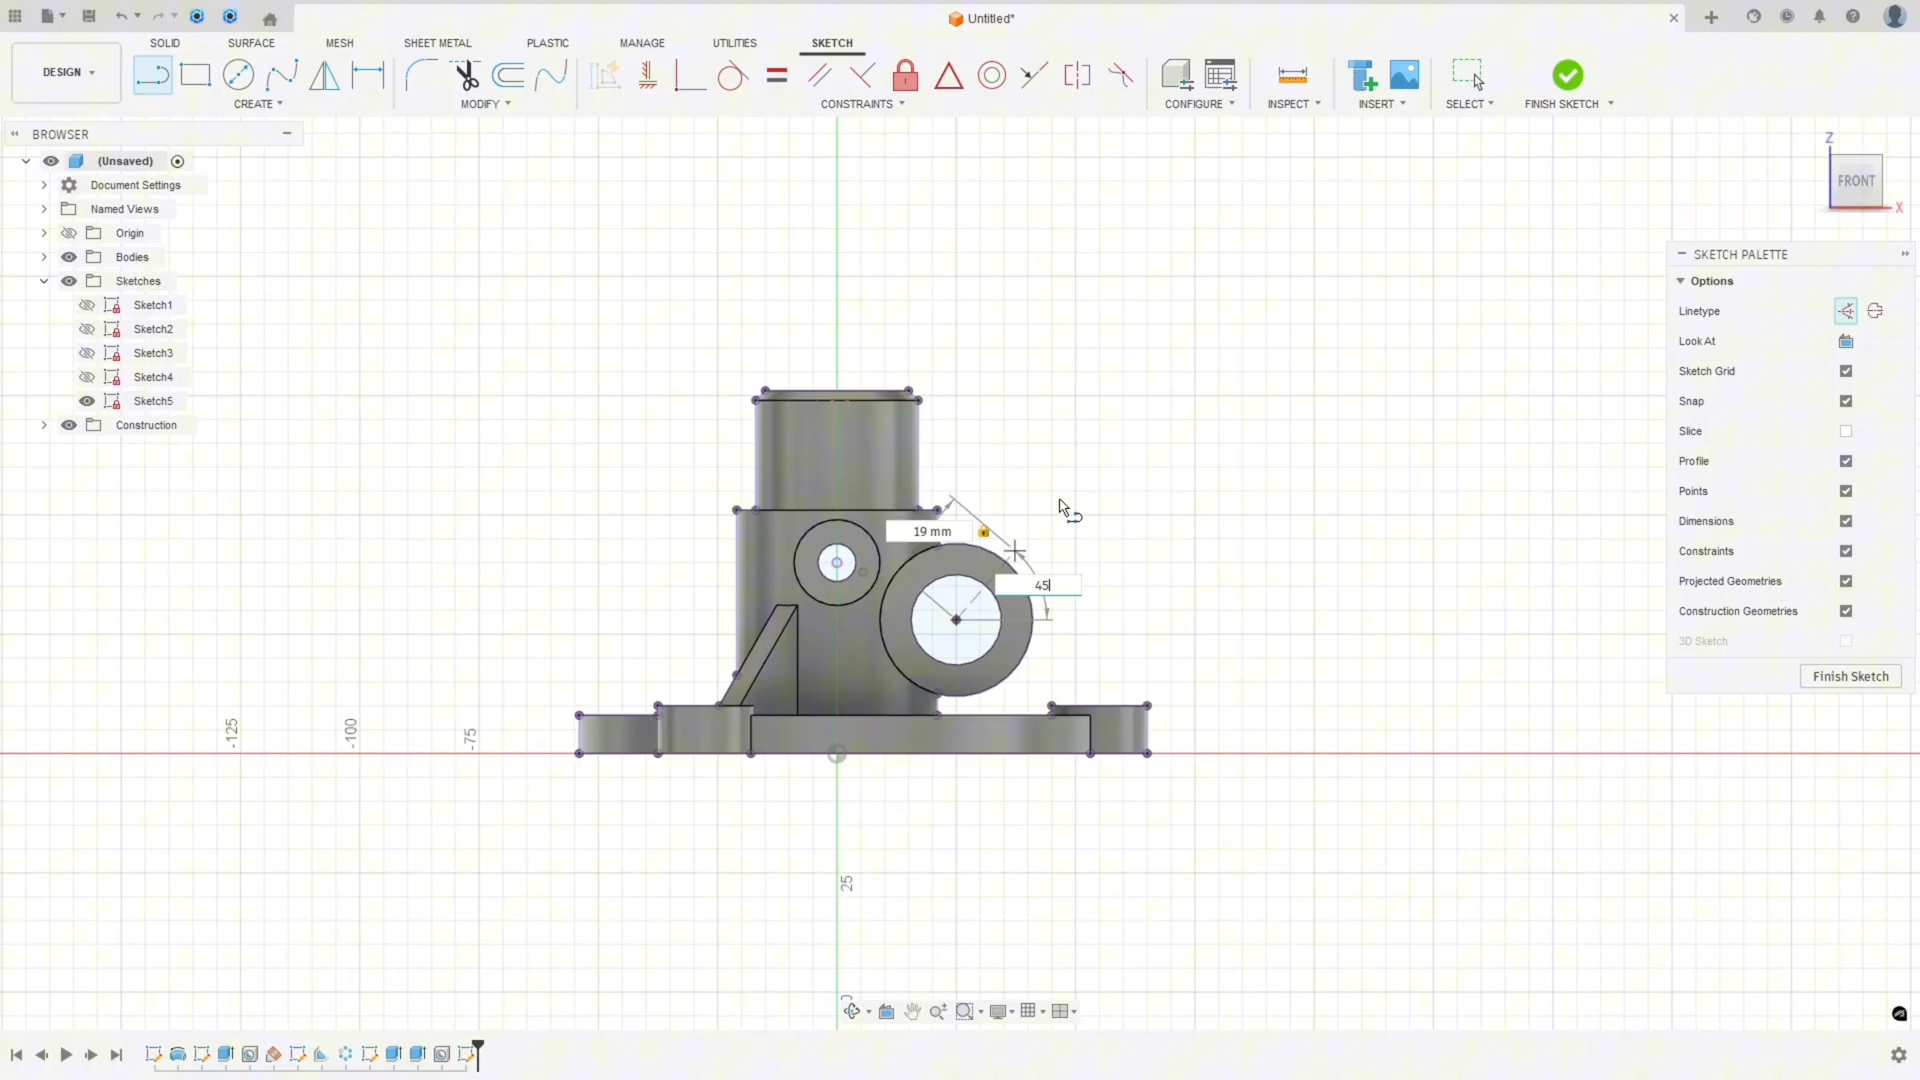 Untitled*
SOLID SURFACE MESH SHEET METAL PLASTIC MANAGE UTILITIES SKETCH
DESIGN
CREATE MODIFY CONSTRAINTS CONFIGURE INSPECT INSERT SELECT FINISH SKETCH
BROWSER
(Unsaved)
Document Settings
Named Views
Origin
Bodies
Sketches
Sketch1
Sketch2
Sketch3
Sketch4
Sketch5
Construction
Z
FRONT
X
SKETCH PALETTE
Options
Linetype
Look At
Sketch Grid
Snap
Slice
Profile
Points
Dimensions
Constraints
Projected Geometries
Construction Geometries
3D Sketch
Finish Sketch
19 mm
45
-125
-100
-75
25